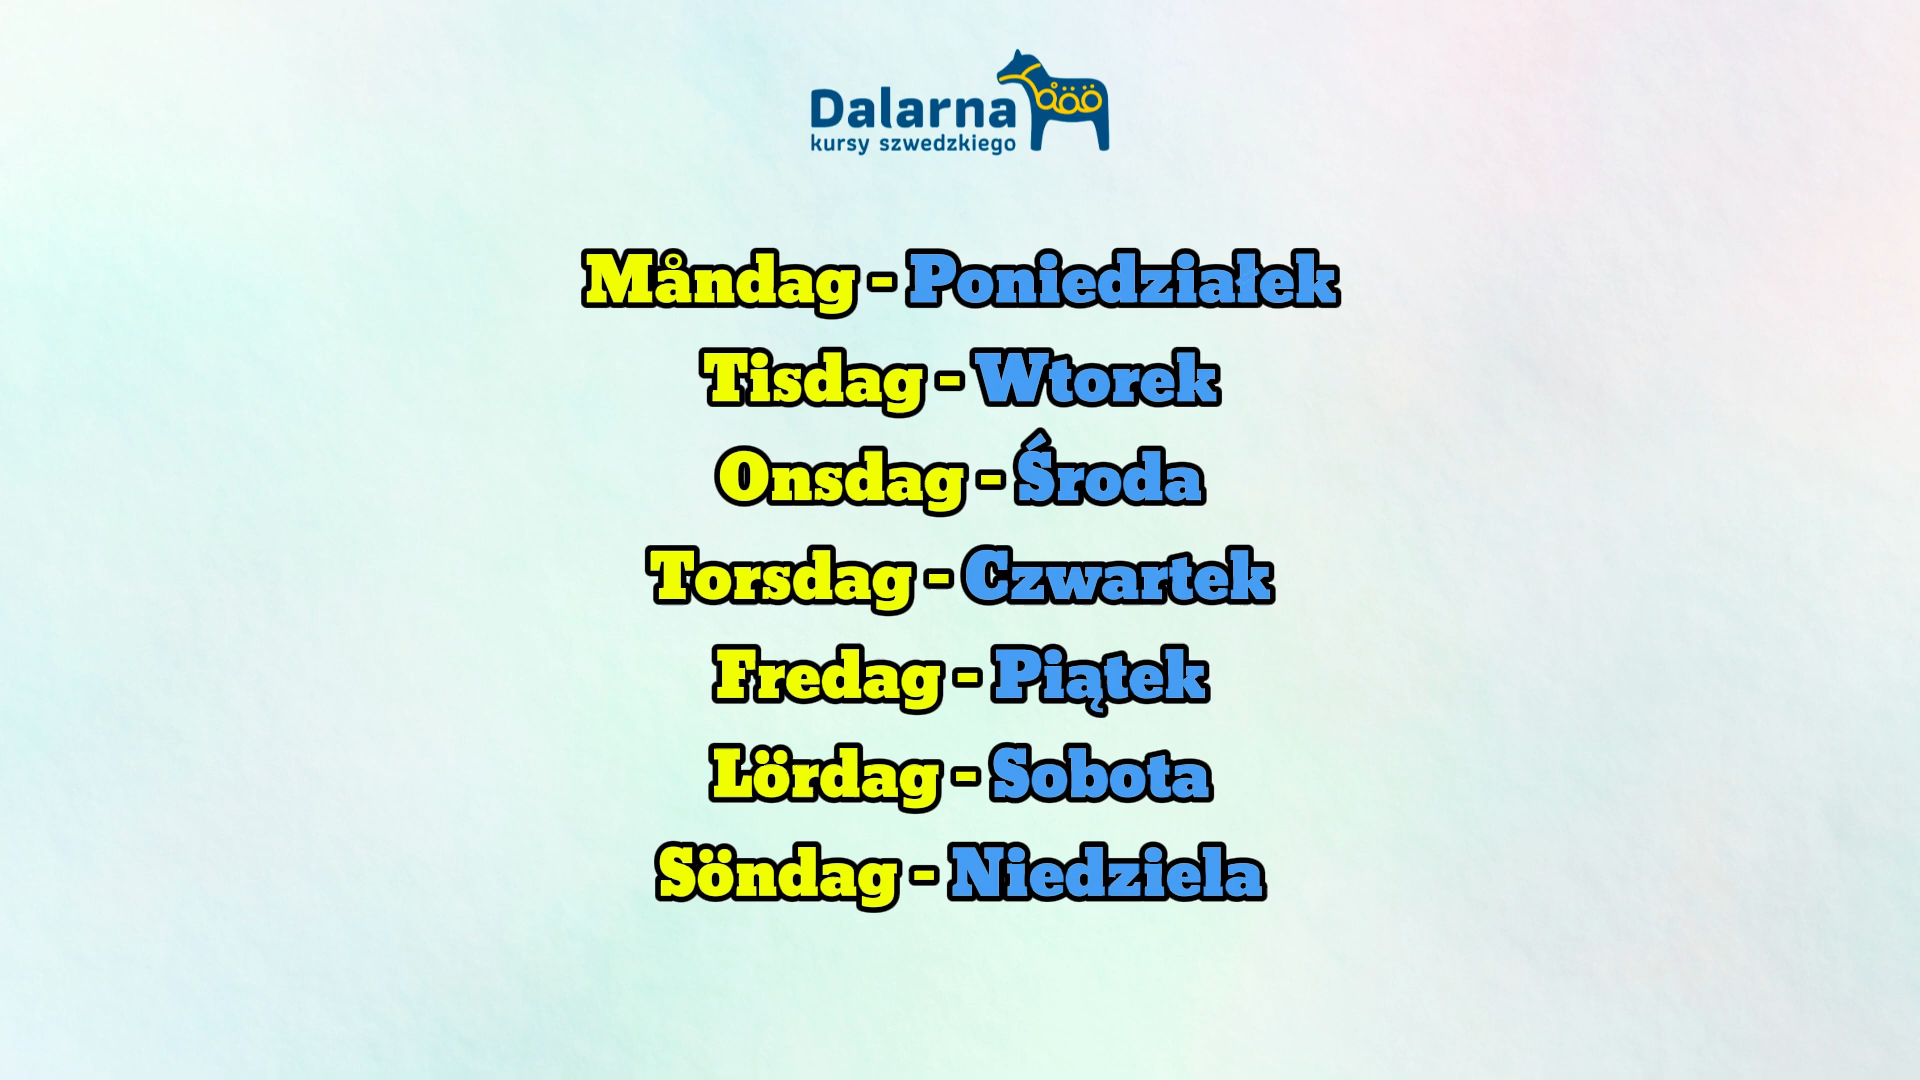 Dalarna
kursy szwedzkiego
Måndag - Poniedziałek
Tisdag - Wtorek
Onsdag - Środa
Torsdag - Czwartek
Fredag - Piątek
Lördag - Sobota
Söndag - Niedziela